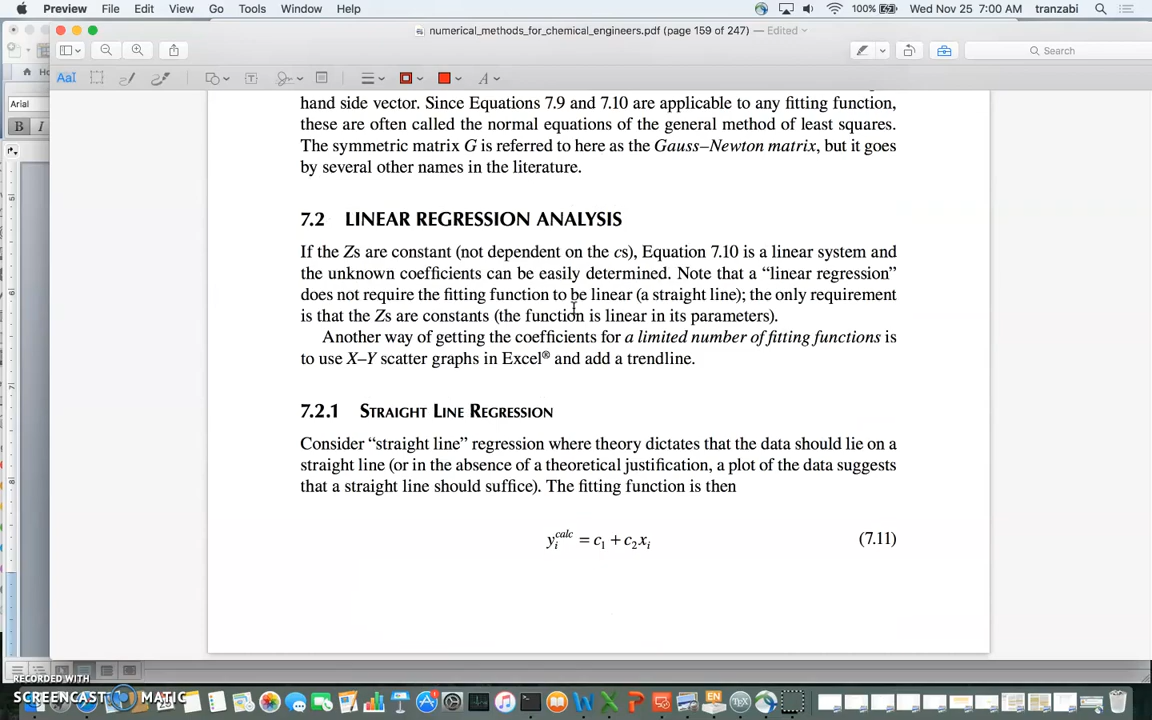 Preview File Edit View Go Tools Window Help 100% Wed Nov 25 7:00 AM tranzabi
numerical_methods_for_chemical_engineers.pdf (page 159 of 247) — Edited
Search
Arial
B I
hand side vector. Since Equations 7.9 and 7.10 are applicable to any fitting function,
these are often called the normal equations of the general method of least squares.
The symmetric matrix G is referred to here as the Gauss–Newton matrix, but it goes
by several other names in the literature.
7.2 LINEAR REGRESSION ANALYSIS
If the Zs are constant (not dependent on the cs), Equation 7.10 is a linear system and
the unknown coefficients can be easily determined. Note that a “linear regression”
does not require the fitting function to be linear (a straight line); the only requirement
is that the Zs are constants (the function is linear in its parameters).
Another way of getting the coefficients for a limited number of fitting functions is
to use X–Y scatter graphs in Excel® and add a trendline.
7.2.1 STRAIGHT LINE REGRESSION
Consider “straight line” regression where theory dictates that the data should lie on a
straight line (or in the absence of a theoretical justification, a plot of the data suggests
that a straight line should suffice). The fitting function is then
y_i^calc = c₁ + c₂x_i (7.11)
RECORDED WITH
SCREENCAST MATIC